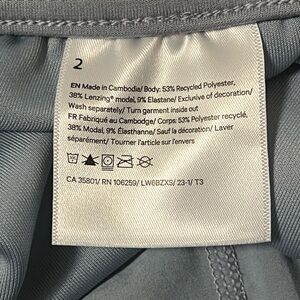 2
EN Made in Cambodia/ Body: 53% Recycled Polyester,
38% Lenzing® modal, 9% Elastane/ Exclusive of decoration/
Wash separately/ Turn garment inside out
FR Fabriqué au Cambodge/ Corps: 53% Polyester recyclé,
38% Modal, 9% Élasthanne/ Sauf la décoration/ Laver
séparément/ Tourner article sur l'envers
CA 35801/ RN 106259/ LW6BZXS/ 23-1/ T3